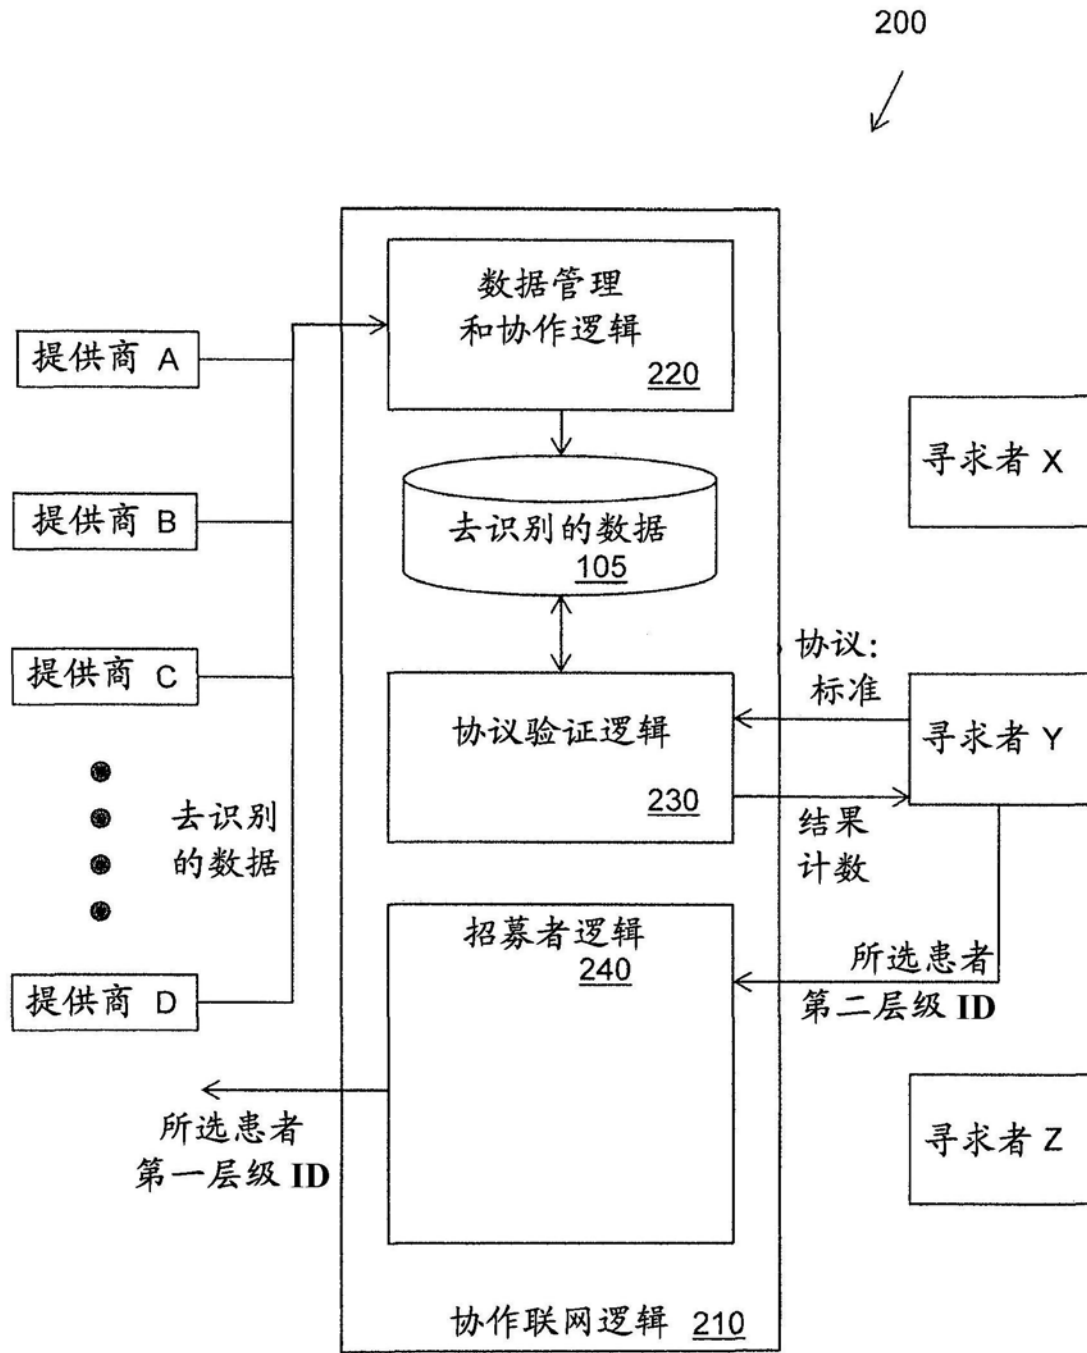 200
数据管理
和协作逻辑
220
提供商 A
去识别的数据
105
寻求者 X
提供商 B
提供商 C
协议:
标准
协议验证逻辑
230
寻求者 Y
结果
计数
去识别
的数据
招募者逻辑
240
所选患者
第二层级 ID
提供商 D
所选患者
第一层级 ID
寻求者 Z
协作联网逻辑 210